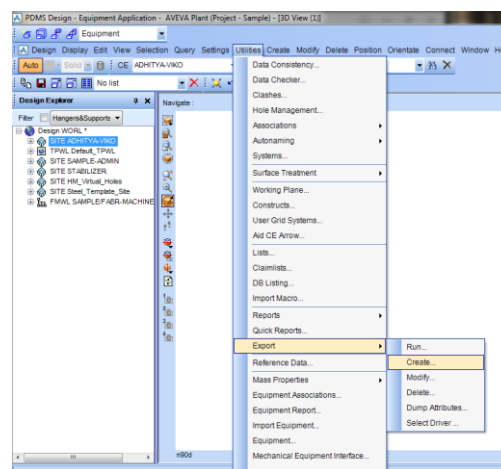 PDMS Design - Equipment Application - AVEVA Plant (Project - Sample) - [3D View (1)]
Equipment
Design Display Edit View Selection Query Settings Utilities Create Modify Delete Position Orientate Connect Window H
Auto Solid CE ADHITYA-VIKO
No list
Design Explorer
Navigate :
Filter Hangers&Supports
Design WORL *
SITE ADHITYA-VIKO
TPWL Default_TPWL
SITE SAMPLE-ADMIN
SITE STABILIZER
SITE HM_Virtual_Holes
SITE Steel_Template_Site
FMWL SAMPLE/FABR-MACHINE
Data Consistency...
Data Checker...
Clashes...
Hole Management...
Associations
Autonaming
Systems...
Surface Treatment
Working Plane...
Constructs...
User Grid Systems...
Aid CE Arrow...
Lists...
Claimlists...
DB Listing...
Import Macro...
Reports
Quick Reports...
Export
Reference Data...
Mass Properties
Equipment Associations...
Equipment Report...
Import Equipment...
Equipment...
Mechanical Equipment Interface...
Run...
Create...
Modify...
Delete...
Dump Attributes...
Select Driver ...
n90d